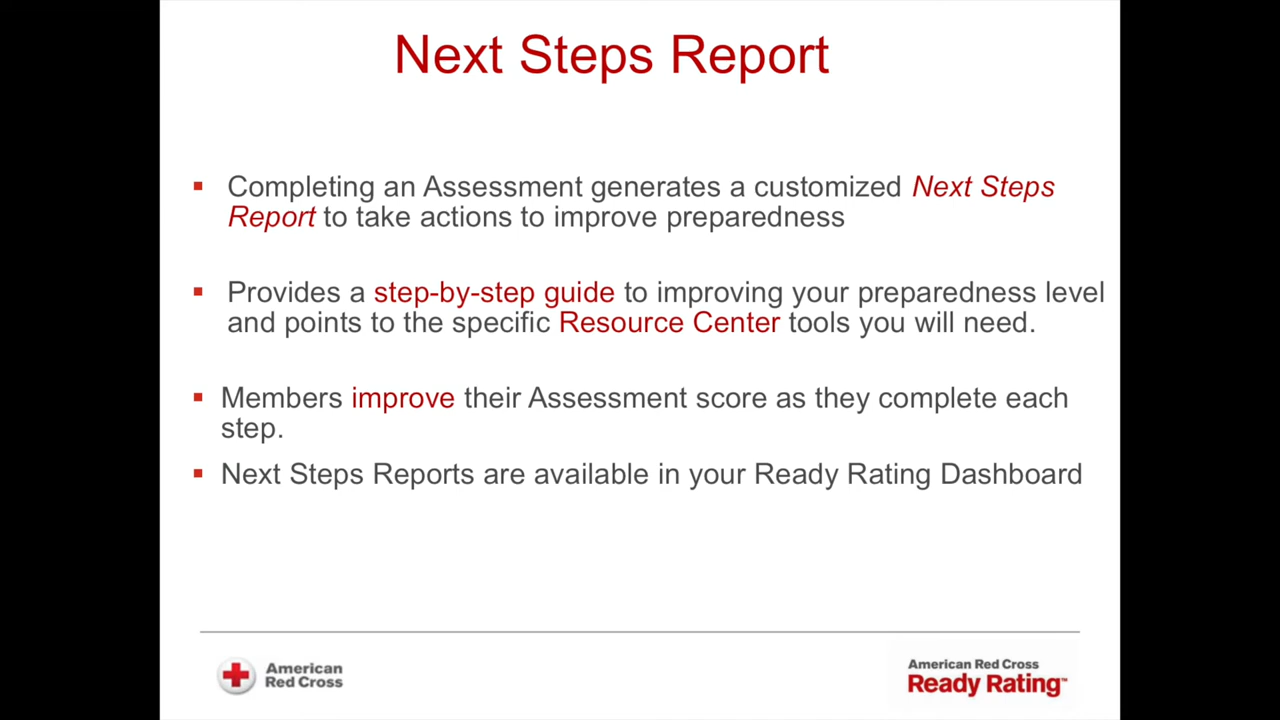 Next Steps Report
▪ Completing an Assessment generates a customized Next Steps
Report to take actions to improve preparedness
▪ Provides a step-by-step guide to improving your preparedness level
and points to the specific Resource Center tools you will need.
▪ Members improve their Assessment score as they complete each
step.
▪ Next Steps Reports are available in your Ready Rating Dashboard
American
Red Cross
American Red Cross
Ready Rating™